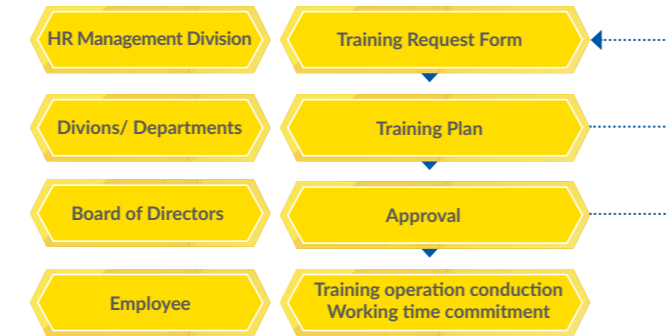 HR Management Division
Training Request Form
Divions/ Departments
Training Plan
Board of Directors
Approval
Employee
Training operation conduction
Working time commitment